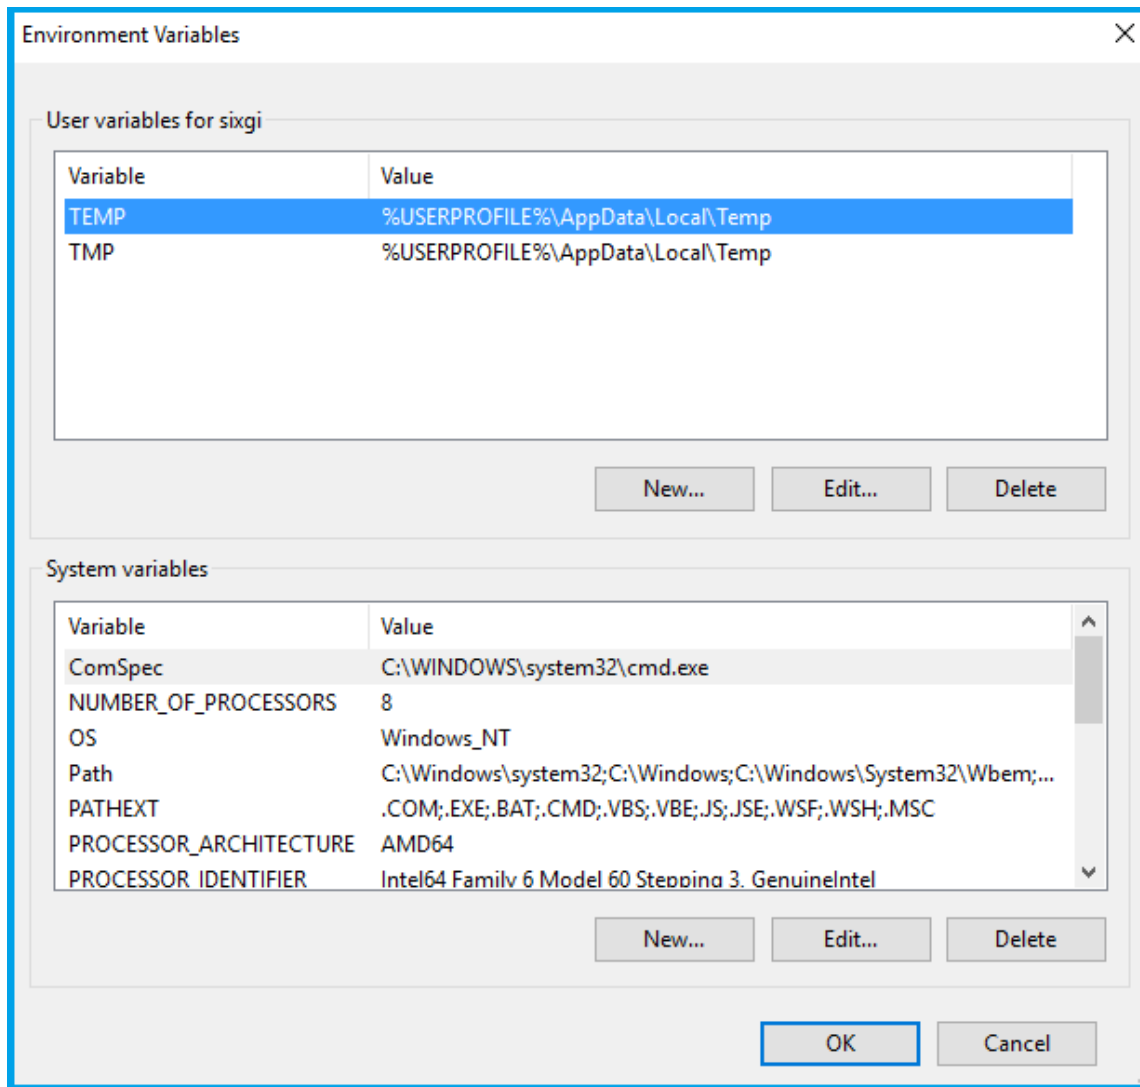 Environment Variables
User variables for sixgi
Variable Value
TEMP %USERPROFILE%\AppData\Local\Temp
TMP %USERPROFILE%\AppData\Local\Temp
New... Edit... Delete
System variables
Variable Value
ComSpec C:\WINDOWS\system32\cmd.exe
NUMBER_OF_PROCESSORS 8
OS Windows_NT
Path C:\Windows\system32;C:\Windows;C:\Windows\System32\Wbem;...
PATHEXT .COM;.EXE;.BAT;.CMD;.VBS;.VBE;.JS;.JSE;.WSF;.WSH;.MSC
PROCESSOR_ARCHITECTURE AMD64
PROCESSOR_IDENTIFIER Intel64 Family 6 Model 60 Stepping 3, GenuineIntel
New... Edit... Delete
OK Cancel